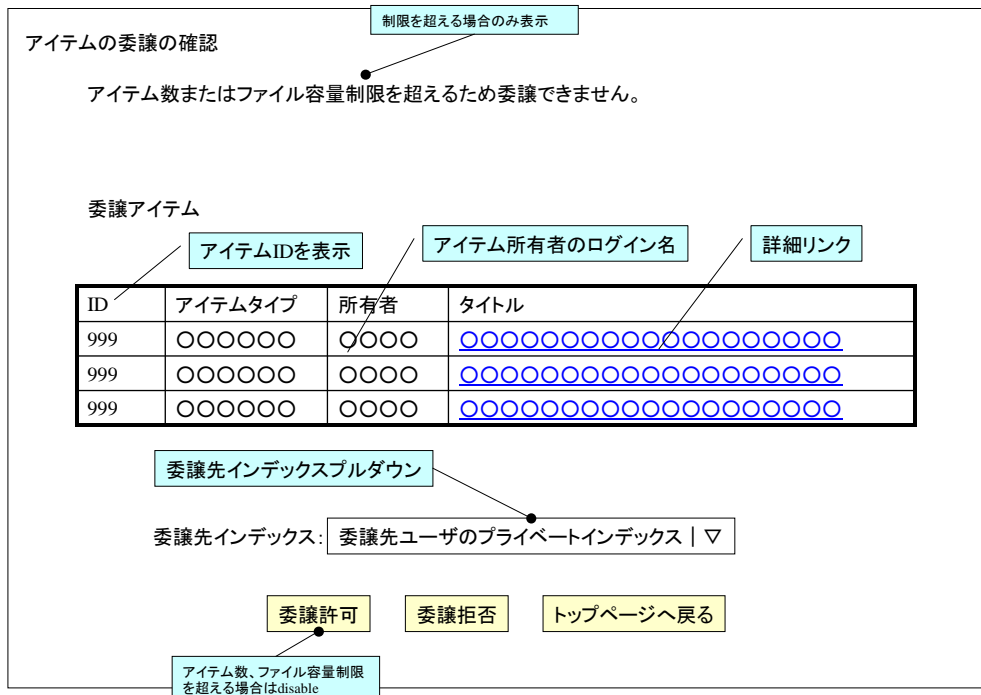 制限を超える場合のみ表示
アイテムの委譲の確認
アイテム数またはファイル容量制限を超えるため委譲できません。
委譲アイテム
アイテムIDを表示
アイテム所有者のログイン名
詳細リンク
ID アイテムタイプ 所有者 タイトル
999 〇〇〇〇〇〇 〇〇〇〇 〇〇〇〇〇〇〇〇〇〇〇〇〇〇〇〇〇〇〇
999 〇〇〇〇〇〇 〇〇〇〇 〇〇〇〇〇〇〇〇〇〇〇〇〇〇〇〇〇〇〇
999 〇〇〇〇〇〇 〇〇〇〇 〇〇〇〇〇〇〇〇〇〇〇〇〇〇〇〇〇〇〇
委譲先インデックスプルダウン
委譲先インデックス: 委譲先ユーザのプライベートインデックス | ▽
委譲許可 委譲拒否 トップページへ戻る
アイテム数、ファイル容量制限
を超える場合はdisable